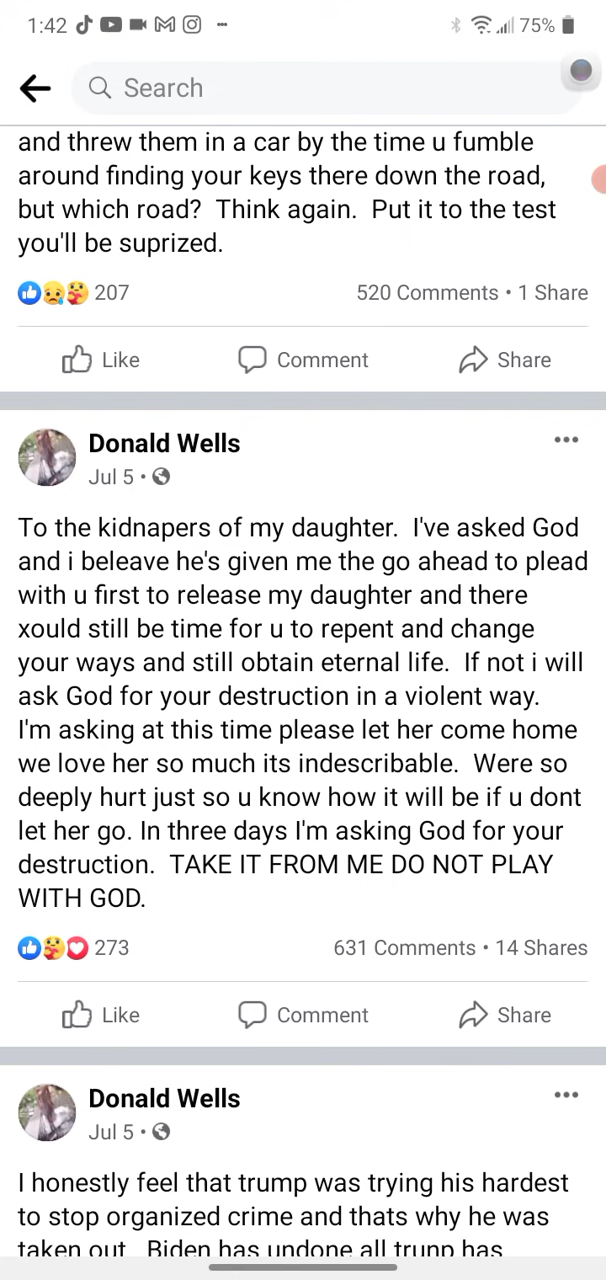 1:42
75%
Search
and threw them in a car by the time u fumble
around finding your keys there down the road,
but which road?  Think again.  Put it to the test
you'll be suprized.
207
520 Comments • 1 Share
Like
Comment
Share
Donald Wells
Jul 5 •
To the kidnapers of my daughter.  I've asked God
and i beleave he's given me the go ahead to plead
with u first to release my daughter and there
xould still be time for u to repent and change
your ways and still obtain eternal life.  If not i will
ask God for your destruction in a violent way.
I'm asking at this time please let her come home
we love her so much its indescribable.  Were so
deeply hurt just so u know how it will be if u dont
let her go. In three days I'm asking God for your
destruction.  TAKE IT FROM ME DO NOT PLAY
WITH GOD.
273
631 Comments • 14 Shares
Like
Comment
Share
Donald Wells
Jul 5 •
I honestly feel that trump was trying his hardest
to stop organized crime and thats why he was
taken out   Biden has undone all trunp has